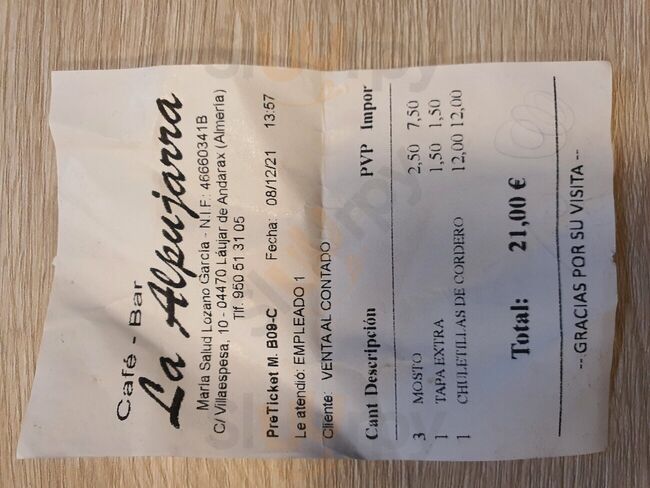 Café - Bar
La Alpujarra
María Salud Lozano García - N.I.F: 46660341B
C/ Villaespesa, 10 - 04470 Láujar de Andarax (Almería)
Tlf: 950 51 31 05
PreTicket M. B09-C Fecha: 08/12/21 13:57
Le atendió: EMPLEADO 1
Cliente: VENTA AL CONTADO
Cant Descripción PVP Impor
3 MOSTO 2,50 7,50
1 TAPA EXTRA 1,50 1,50
1 CHULETILLAS DE CORDERO 12,00 12,00
Total: 21,00 €
-- GRACIAS POR SU VISITA --